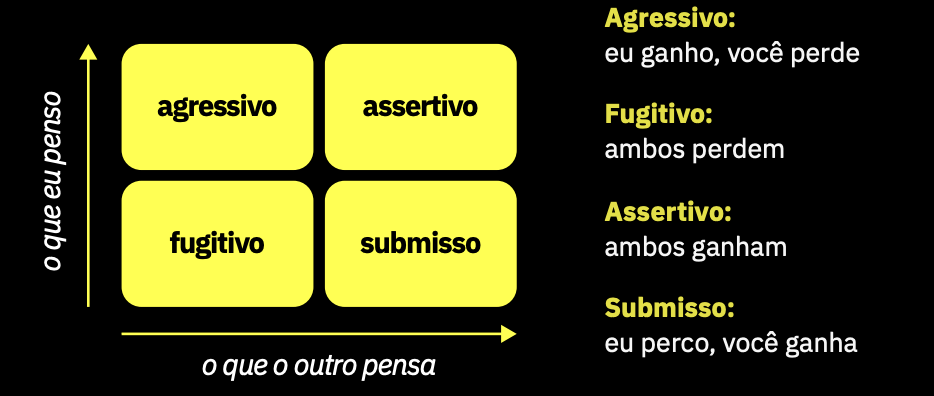 o que eu penso
agressivo
assertivo
fugitivo
submisso
o que o outro pensa
Agressivo:
eu ganho, você perde
Fugitivo:
ambos perdem
Assertivo:
ambos ganham
Submisso:
eu perco, você ganha